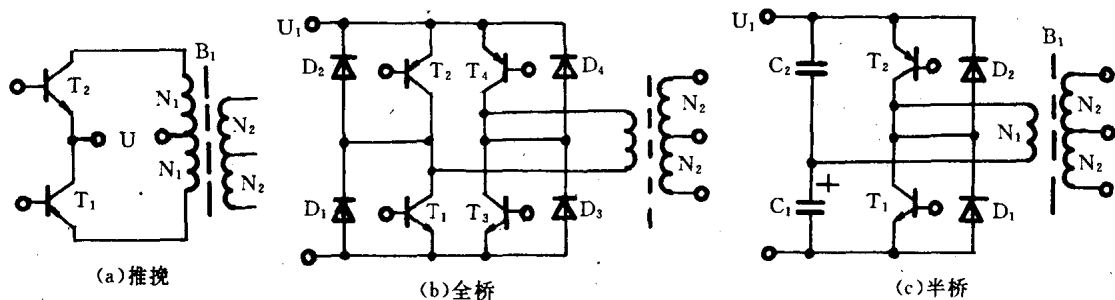 B₁
T₂
N₁
N₂
U
N₁
N₂
T₁
(a)推挽
U₁
D₂
T₂
T₄
D₄
N₂
N₂
D₁
T₁
T₃
D₃
(b)全桥
U₁
C₂
T₂
D₂
B₁
N₁
N₂
N₂
+
C₁
T₁
D₁
(c)半桥